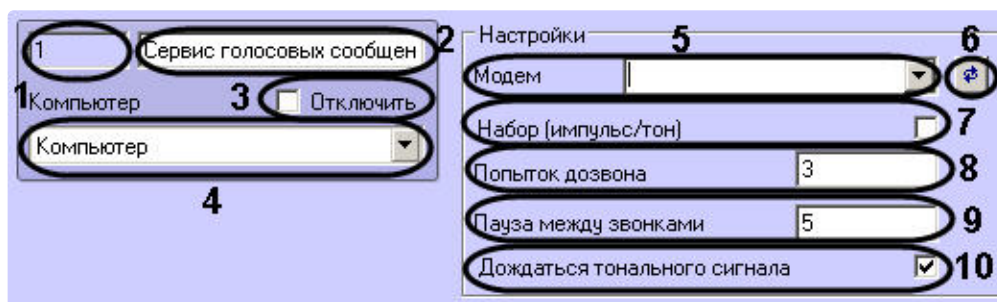 1 Сервис голосовых сообщен 2
1 Компьютер 3 Отключить
Компьютер
4
Настройки 5 6
Модем
Набор (импульс/тон) 7
Попыток дозвона 3 8
Пауза между звонками 5 9
Дождаться тонального сигнала 10